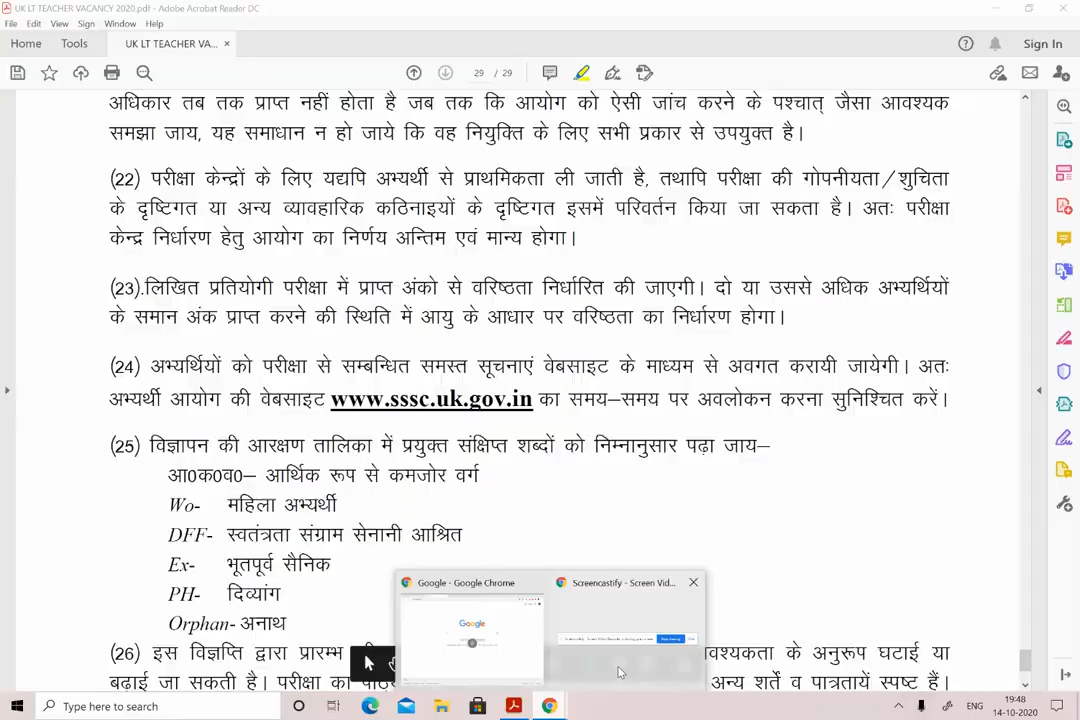 UK LT TEACHER VACANCY 2020.pdf - Adobe Acrobat Reader DC
File Edit View Sign Window Help
Home Tools UK LT TEACHER VA... × Sign In
29 / 29
अधिकार तब तक प्राप्त नहीं होता है जब तक कि आयोग को ऐसी जांच करने के पश्चात् जैसा आवश्यक
समझा जाय, यह समाधान न हो जाये कि वह नियुक्ति के लिए सभी प्रकार से उपयुक्त है।
(22) परीक्षा केन्द्रों के लिए यद्यपि अभ्यर्थी से प्राथमिकता ली जाती है, तथापि परीक्षा की गोपनीयता/शुचिता
के दृष्टिगत या अन्य व्यावहारिक कठिनाइयों के दृष्टिगत इसमें परिवर्तन किया जा सकता है। अतः परीक्षा
केन्द्र निर्धारण हेतु आयोग का निर्णय अन्तिम एवं मान्य होगा।
(23).लिखित प्रतियोगी परीक्षा में प्राप्त अंको से वरिष्ठता निर्धारित की जाएगी। दो या उससे अधिक अभ्यर्थियों
के समान अंक प्राप्त करने की स्थिति में आयु के आधार पर वरिष्ठता का निर्धारण होगा।
(24) अभ्यर्थियों को परीक्षा से सम्बन्धित समस्त सूचनाएं वेबसाइट के माध्यम से अवगत करायी जायेगी। अतः
अभ्यर्थी आयोग की वेबसाइट www.sssc.uk.gov.in का समय–समय पर अवलोकन करना सुनिश्चित करें।
(25) विज्ञापन की आरक्षण तालिका में प्रयुक्त संक्षिप्त शब्दों को निम्नानुसार पढ़ा जाय–
आ0क0व0– आर्थिक रूप से कमजोर वर्ग
Wo- महिला अभ्यर्थी
DFF- स्वतंत्रता संग्राम सेनानी आश्रित
Ex- भूतपूर्व सैनिक
PH- दिव्यांग
Orphan- अनाथ
Google - Google Chrome Screencastify - Screen Vid...
Google
(26) इस विज्ञप्ति द्वारा प्रारम्भ के अनुरूप घटाई या
बढ़ाई जा सकती है। परीक्षा का अन्य शर्तें व पात्रतायें स्पष्ट हैं।
Type here to search
ENG
19:48
14-10-2020